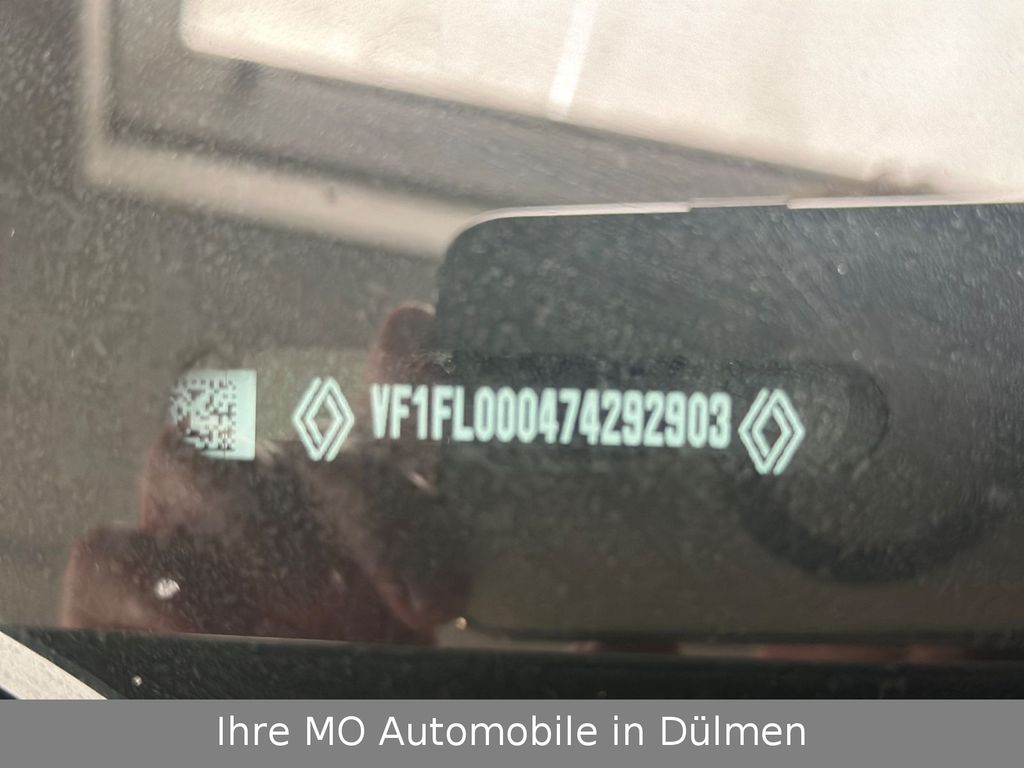 VF1FL000474292903
Ihre MO Automobile in Dülmen